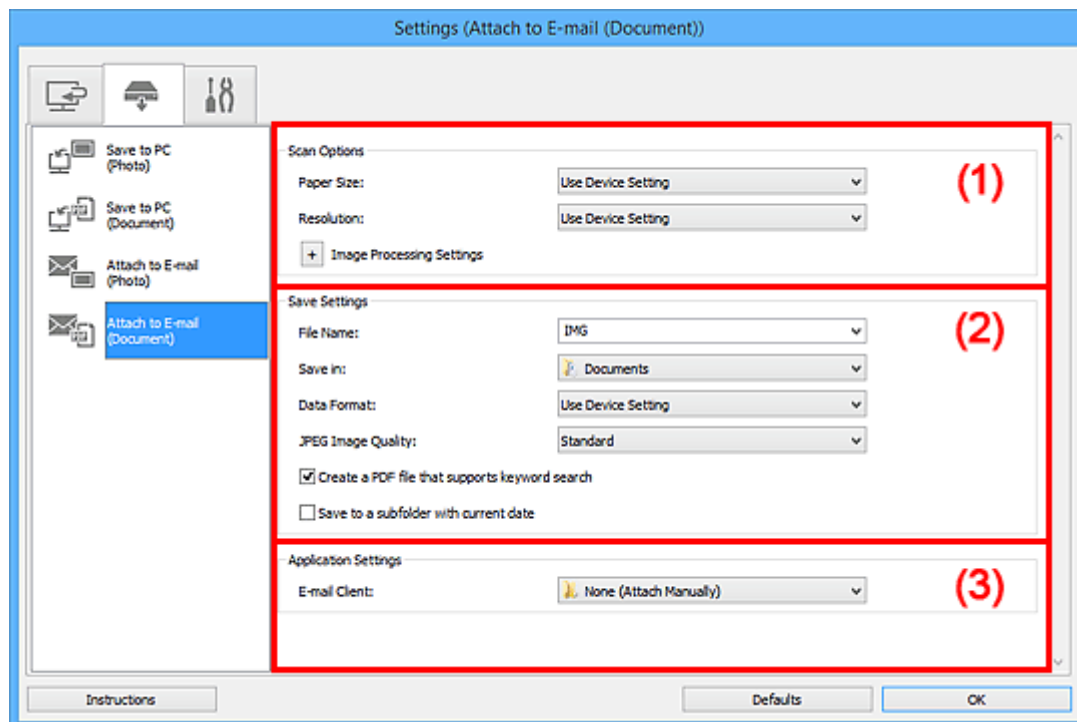 Settings (Attach to E-mail (Document))
Save to PC
(Photo)
Save to PC
(Document)
Attach to E-mail
(Photo)
Attach to E-mail
(Document)
Scan Options
(1)
Paper Size: Use Device Setting
Resolution: Use Device Setting
+ Image Processing Settings
Save Settings
(2)
File Name: IMG
Save in: Documents
Data Format: Use Device Setting
JPEG Image Quality: Standard
Create a PDF file that supports keyword search
Save to a subfolder with current date
Application Settings
(3)
E-mail Client: None (Attach Manually)
Instructions Defaults OK